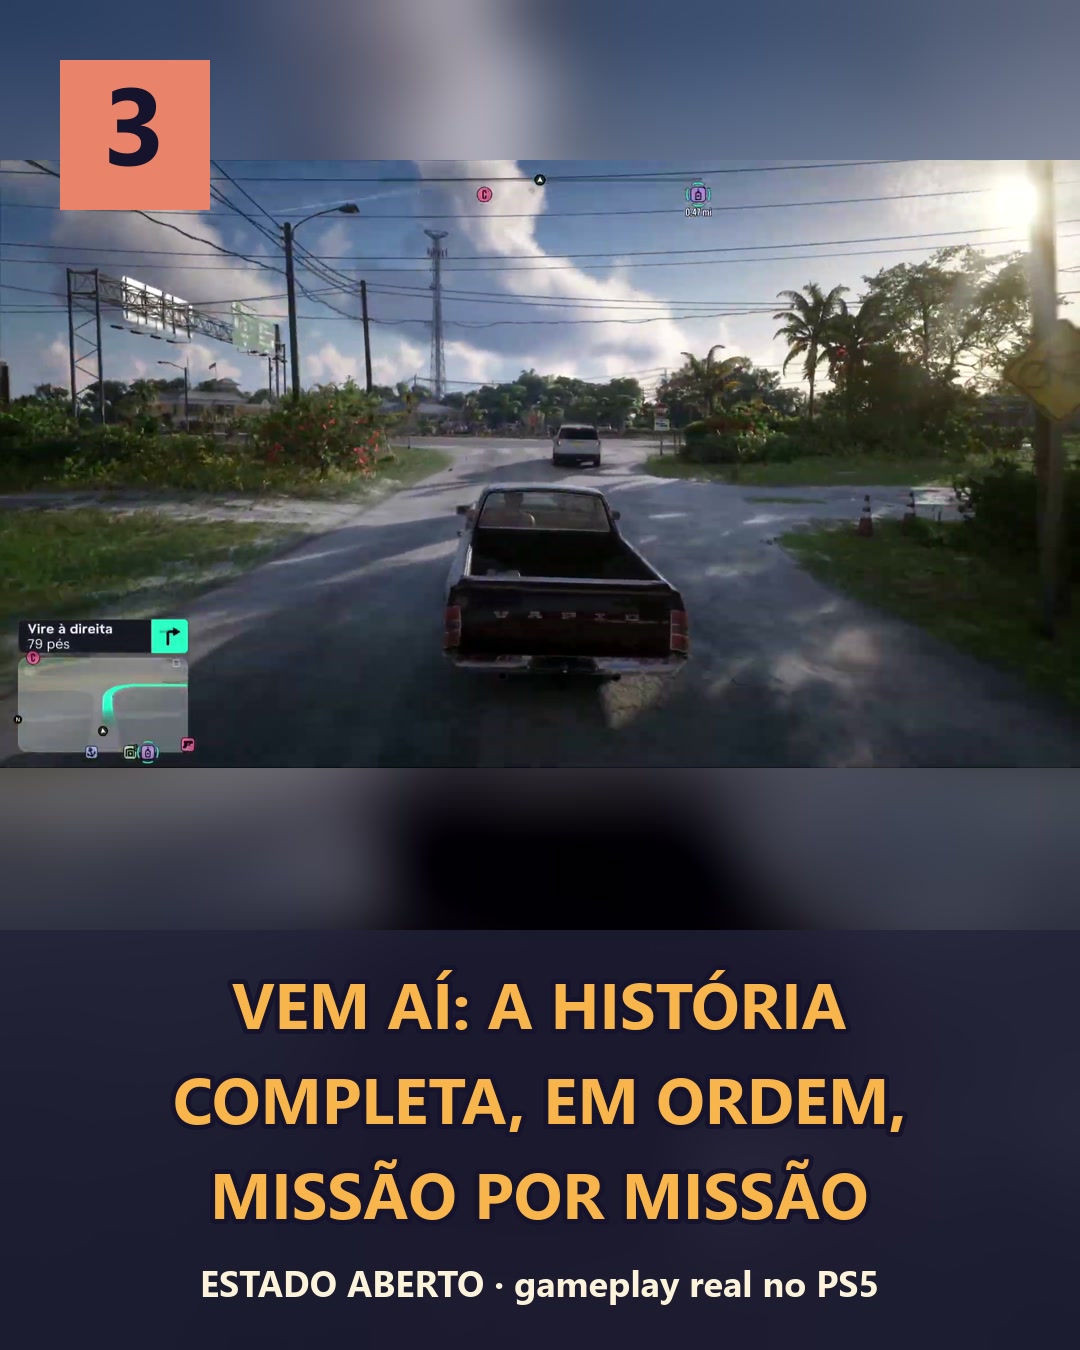 3
C
0.47 mi
VAPID
Vire à direita
79 pés
C
N
VEM AÍ: A HISTÓRIA
COMPLETA, EM ORDEM,
MISSÃO POR MISSÃO
ESTADO ABERTO · gameplay real no PS5